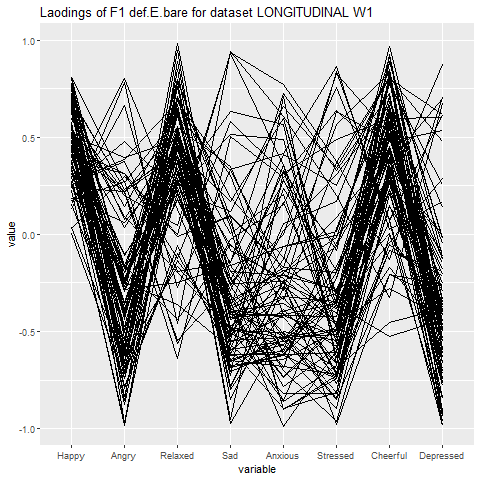 Laodings of F1 def.E.bare for dataset LONGITUDINAL W1
1.0
0.5
0.0
-0.5
-1.0
value
Happy Angry Relaxed Sad Anxious Stressed Cheerful Depressed
variable